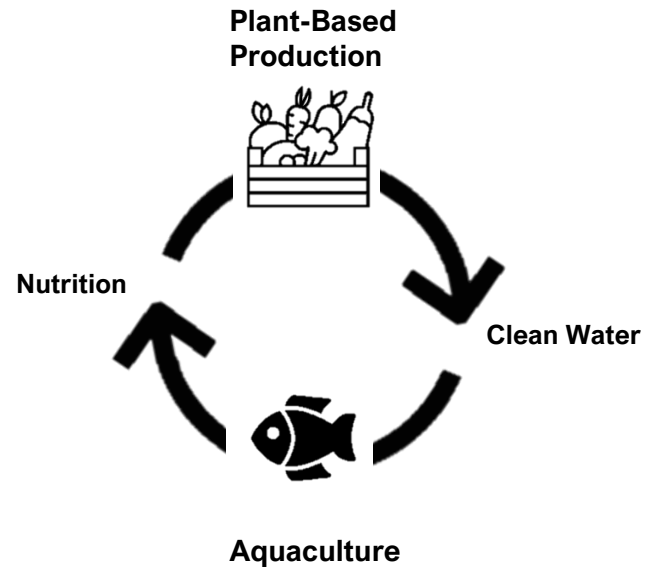 Plant-Based
Production
Nutrition
Clean Water
Aquaculture